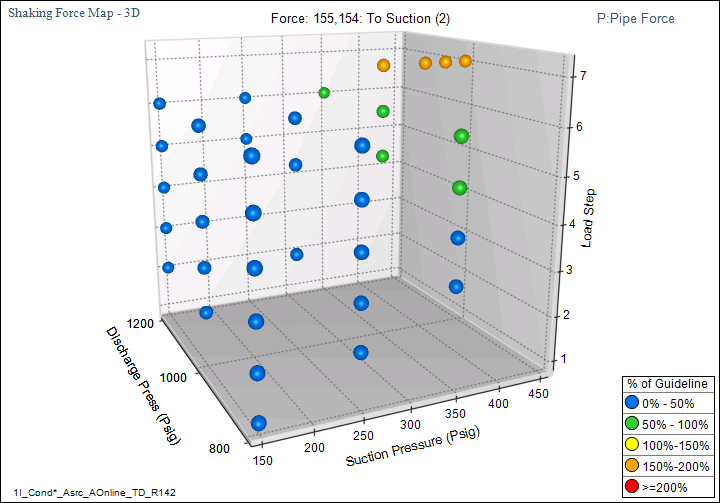 Shaking Force Map - 3D
Force: 155,154: To Suction (2)
P:Pipe Force
7
6
5
4
3
2
1
Load Step
1200
1000
800
Discharge Press (Psig)
150
200
250
300
350
400
450
Suction Pressure (Psig)
% of Guideline
0% - 50%
50% - 100%
100%-150%
150%-200%
>=200%
1I_Cond*_Asrc_AOnline_TD_R142